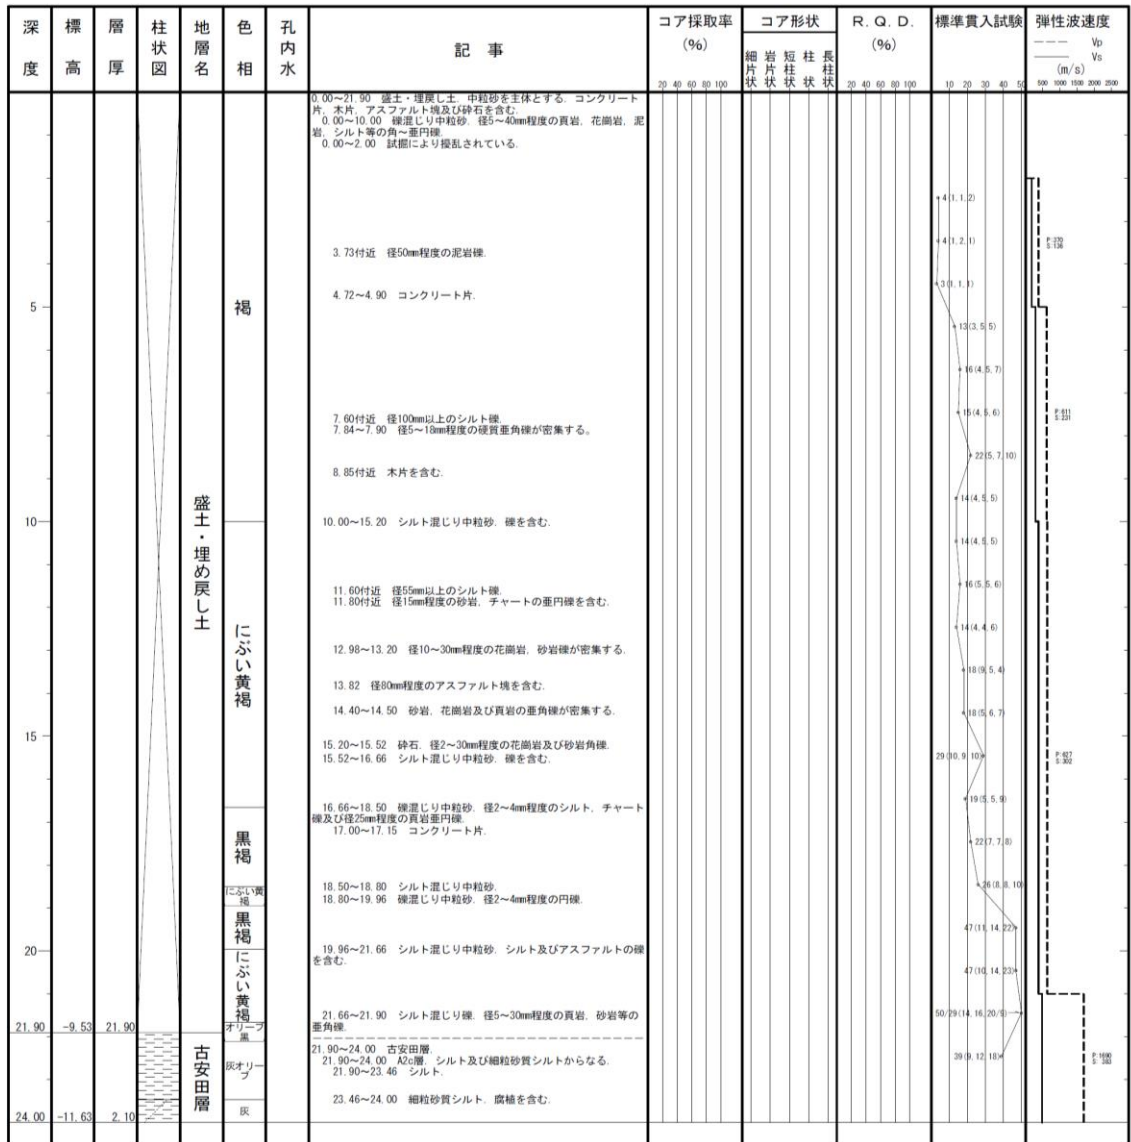 深度
標高
層厚
柱状図
地層名
色相
孔内水
記 事
コア採取率
(%)
20 40 60 80 100
コア形状
細片状
岩片状
短柱状
柱状
長柱状
R. Q. D.
(%)
20 40 60 80 100
標準貫入試験
10 20 30 40 50
弾性波速度
Vp
Vs
(m/s)
500 1000 1500 2000 2500
0.00～21.90 盛土・埋戻し土. 中粒砂を主体とする. コンクリート
片, 木片, アスファルト塊及び砕石を含む.
0.00～10.00 礫混じり中粒砂. 径5～40mm程度の頁岩, 花崗岩, 泥
岩, シルト等の角～亜円礫.
0.00～2.00 試掘により擾乱されている.
4(1, 1, 2)
4(1, 2, 1)
P:370
S:136
3.73付近 径50mm程度の泥岩礫.
3(1, 1, 1)
4.72～4.90 コンクリート片.
5
褐
13(3, 5, 5)
16(4, 5, 7)
15(4, 5, 6)
P:611
S:231
7.60付近 径100mm以上のシルト礫.
7.84～7.90 径5～18mm程度の硬質亜角礫が密集する。
22(5, 7, 10)
8.85付近 木片を含む.
14(4, 5, 5)
10
盛土・埋め戻し土
10.00～15.20 シルト混じり中粒砂. 礫を含む.
14(4, 5, 5)
16(5, 5, 6)
11.60付近 径55mm以上のシルト礫.
11.80付近 径15mm程度の砂岩, チャートの亜円礫を含む.
14(4, 4, 6)
にぶい黄褐
12.98～13.20 径10～30mm程度の花崗岩, 砂岩礫が密集する.
18(9, 5, 4)
13.82 径80mm程度のアスファルト塊を含む.
14.40～14.50 砂岩, 花崗岩及び頁岩の亜角礫が密集する.
18(5, 6, 7)
15
15.20～15.52 砕石. 径2～30mm程度の花崗岩及び砂岩角礫.
15.52～16.66 シルト混じり中粒砂. 礫を含む.
29(10, 9, 10)
P:627
S:302
19(5, 5, 9)
16.66～18.50 礫混じり中粒砂. 径2～4mm程度のシルト, チャート
礫及び径25mm程度の頁岩亜円礫.
17.00～17.15 コンクリート片.
黒褐
22(7, 7, 8)
26(8, 8, 10)
18.50～18.80 シルト混じり中粒砂.
にぶい黄褐
18.80～19.96 礫混じり中粒砂. 径2～4mm程度の円礫.
黒褐
47(11, 14, 22)
20
19.96～21.66 シルト混じり中粒砂. シルト及びアスファルトの礫
を含む.
にぶい黄褐
47(10, 14, 23)
21.66～21.90 シルト混じり礫. 径5～30mm程度の頁岩, 砂岩等の
亜角礫.
50/29(14, 16, 20/9)
21.90 -9.53 21.90
オリーブ黒
21.90～24.00 古安田層.
21.90～24.00 A2c層. シルト及び細粒砂質シルトからなる.
21.90～23.46 シルト.
39(9, 12, 18)
P:1690
S: 383
古安田層
灰オリーブ
23.46～24.00 細粒砂質シルト. 腐植を含む.
灰
24.00 -11.63 2.10